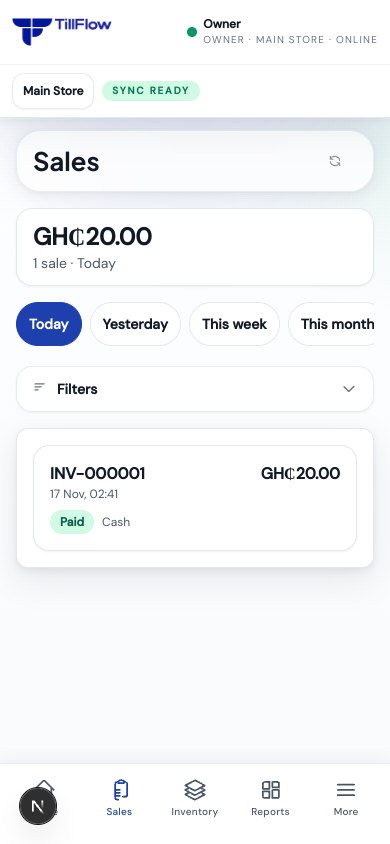 TillFlow
Owner
OWNER · MAIN STORE · ONLINE
Main Store
SYNC READY
Sales
GH₵20.00
1 sale · Today
Today
Yesterday
This week
This month
Filters
INV-000001
GH₵20.00
17 Nov, 02:41
Paid
Cash
N
Sales
Inventory
Reports
More